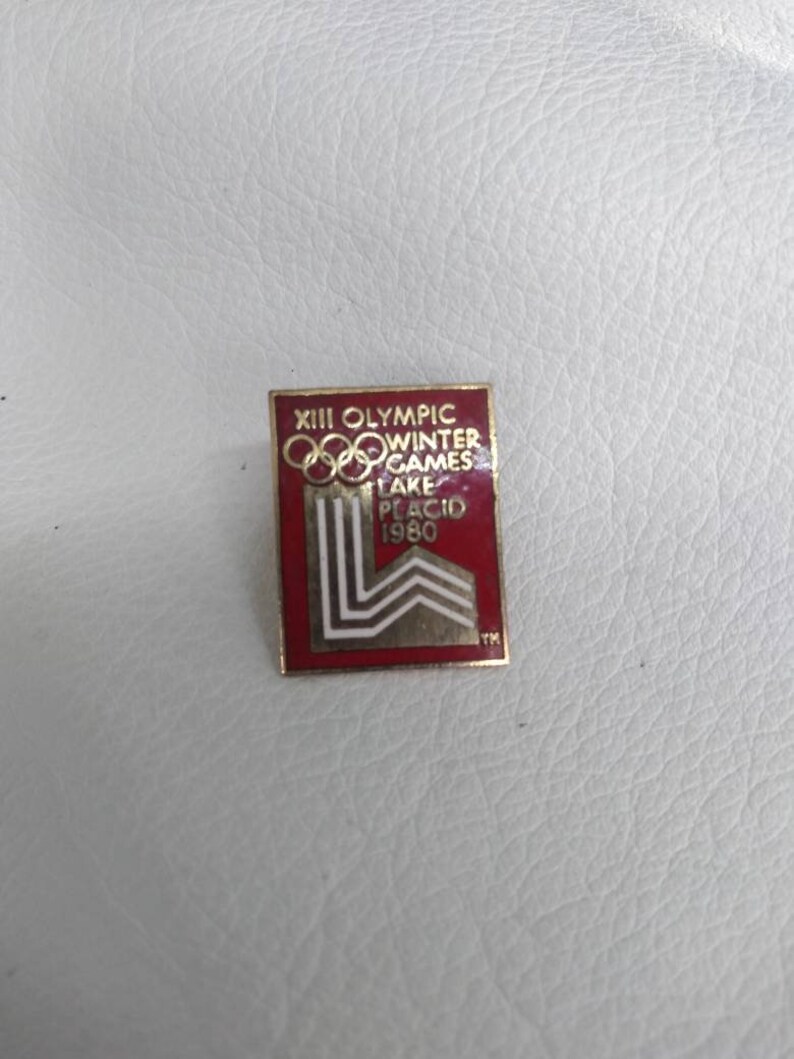 XIII OLYMPIC
WINTER
GAMES
LAKE
PLACID
1980
TM